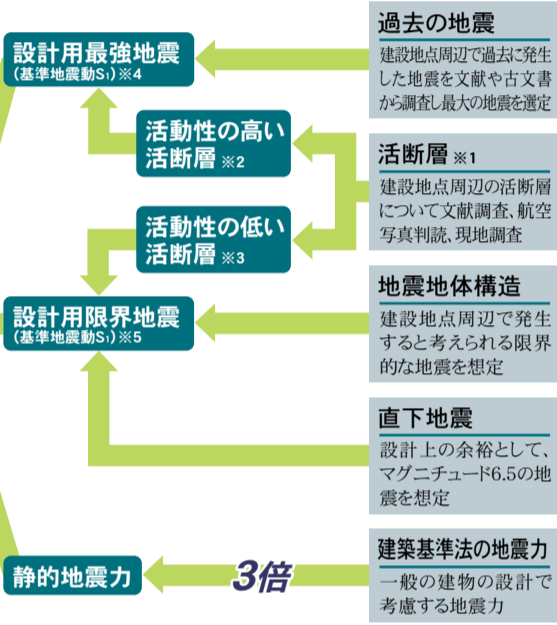 設計用最強地震
(基準地震動S₁)※4
過去の地震
建設地点周辺で過去に発生
した地震を文献や古文書
から調査し最大の地震を選定
活動性の高い
活断層 ※2
活断層 ※1
建設地点周辺の活断層
について文献調査、航空
写真判読、現地調査
活動性の低い
活断層 ※3
設計用限界地震
(基準地震動S₁)※5
地震地体構造
建設地点周辺で発生
すると考えられる限界
的な地震を想定
直下地震
設計上の余裕として、
マグニチュード6.5の地
震を想定
静的地震力
3倍
建築基準法の地震力
一般の建物の設計で
考慮する地震力